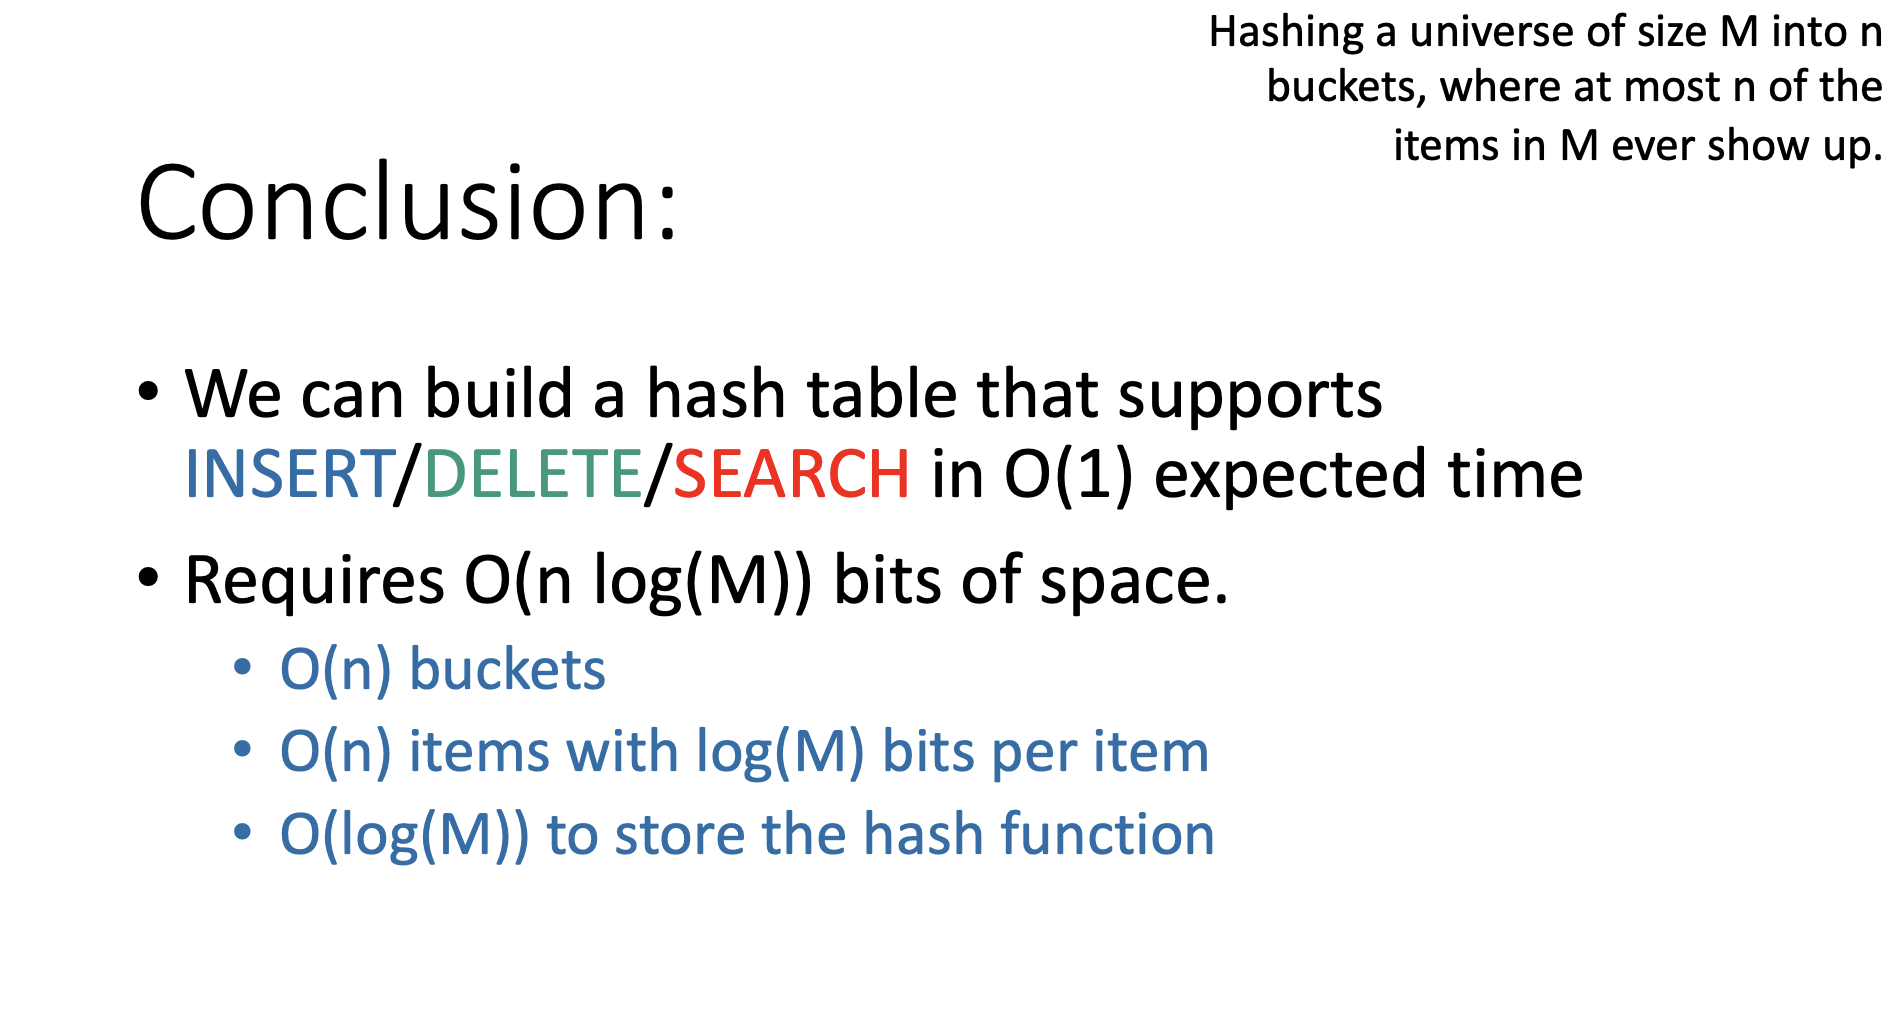 Hashing a universe of size M into n
buckets, where at most n of the
items in M ever show up.
Conclusion:
• We can build a hash table that supports
INSERT/DELETE/SEARCH in O(1) expected time
• Requires O(n log(M)) bits of space.
• O(n) buckets
• O(n) items with log(M) bits per item
• O(log(M)) to store the hash function